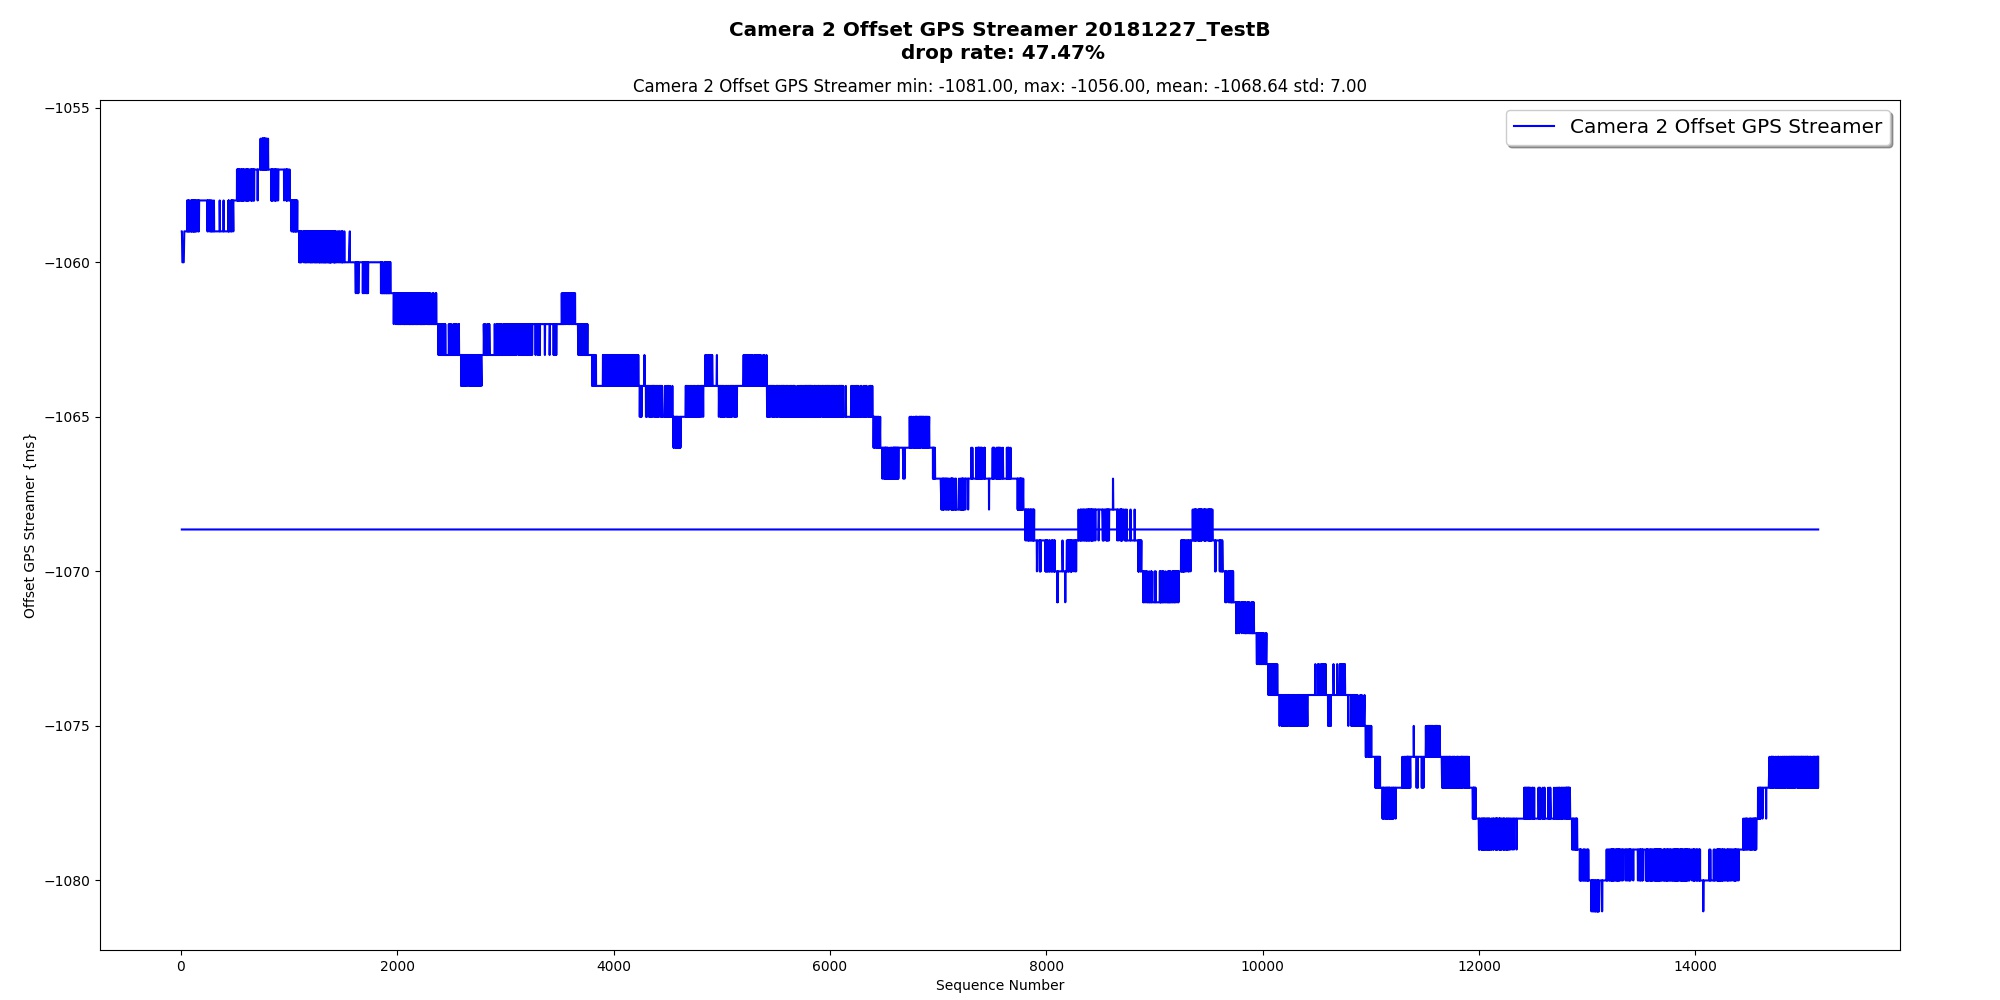 Camera 2 Offset GPS Streamer 20181227_TestB
drop rate: 47.47%
Camera 2 Offset GPS Streamer min: -1081.00, max: -1056.00, mean: -1068.64 std: 7.00
Camera 2 Offset GPS Streamer
−1055
−1060
−1065
−1070
−1075
−1080
Offset GPS Streamer {ms}
0
2000
4000
6000
8000
10000
12000
14000
Sequence Number